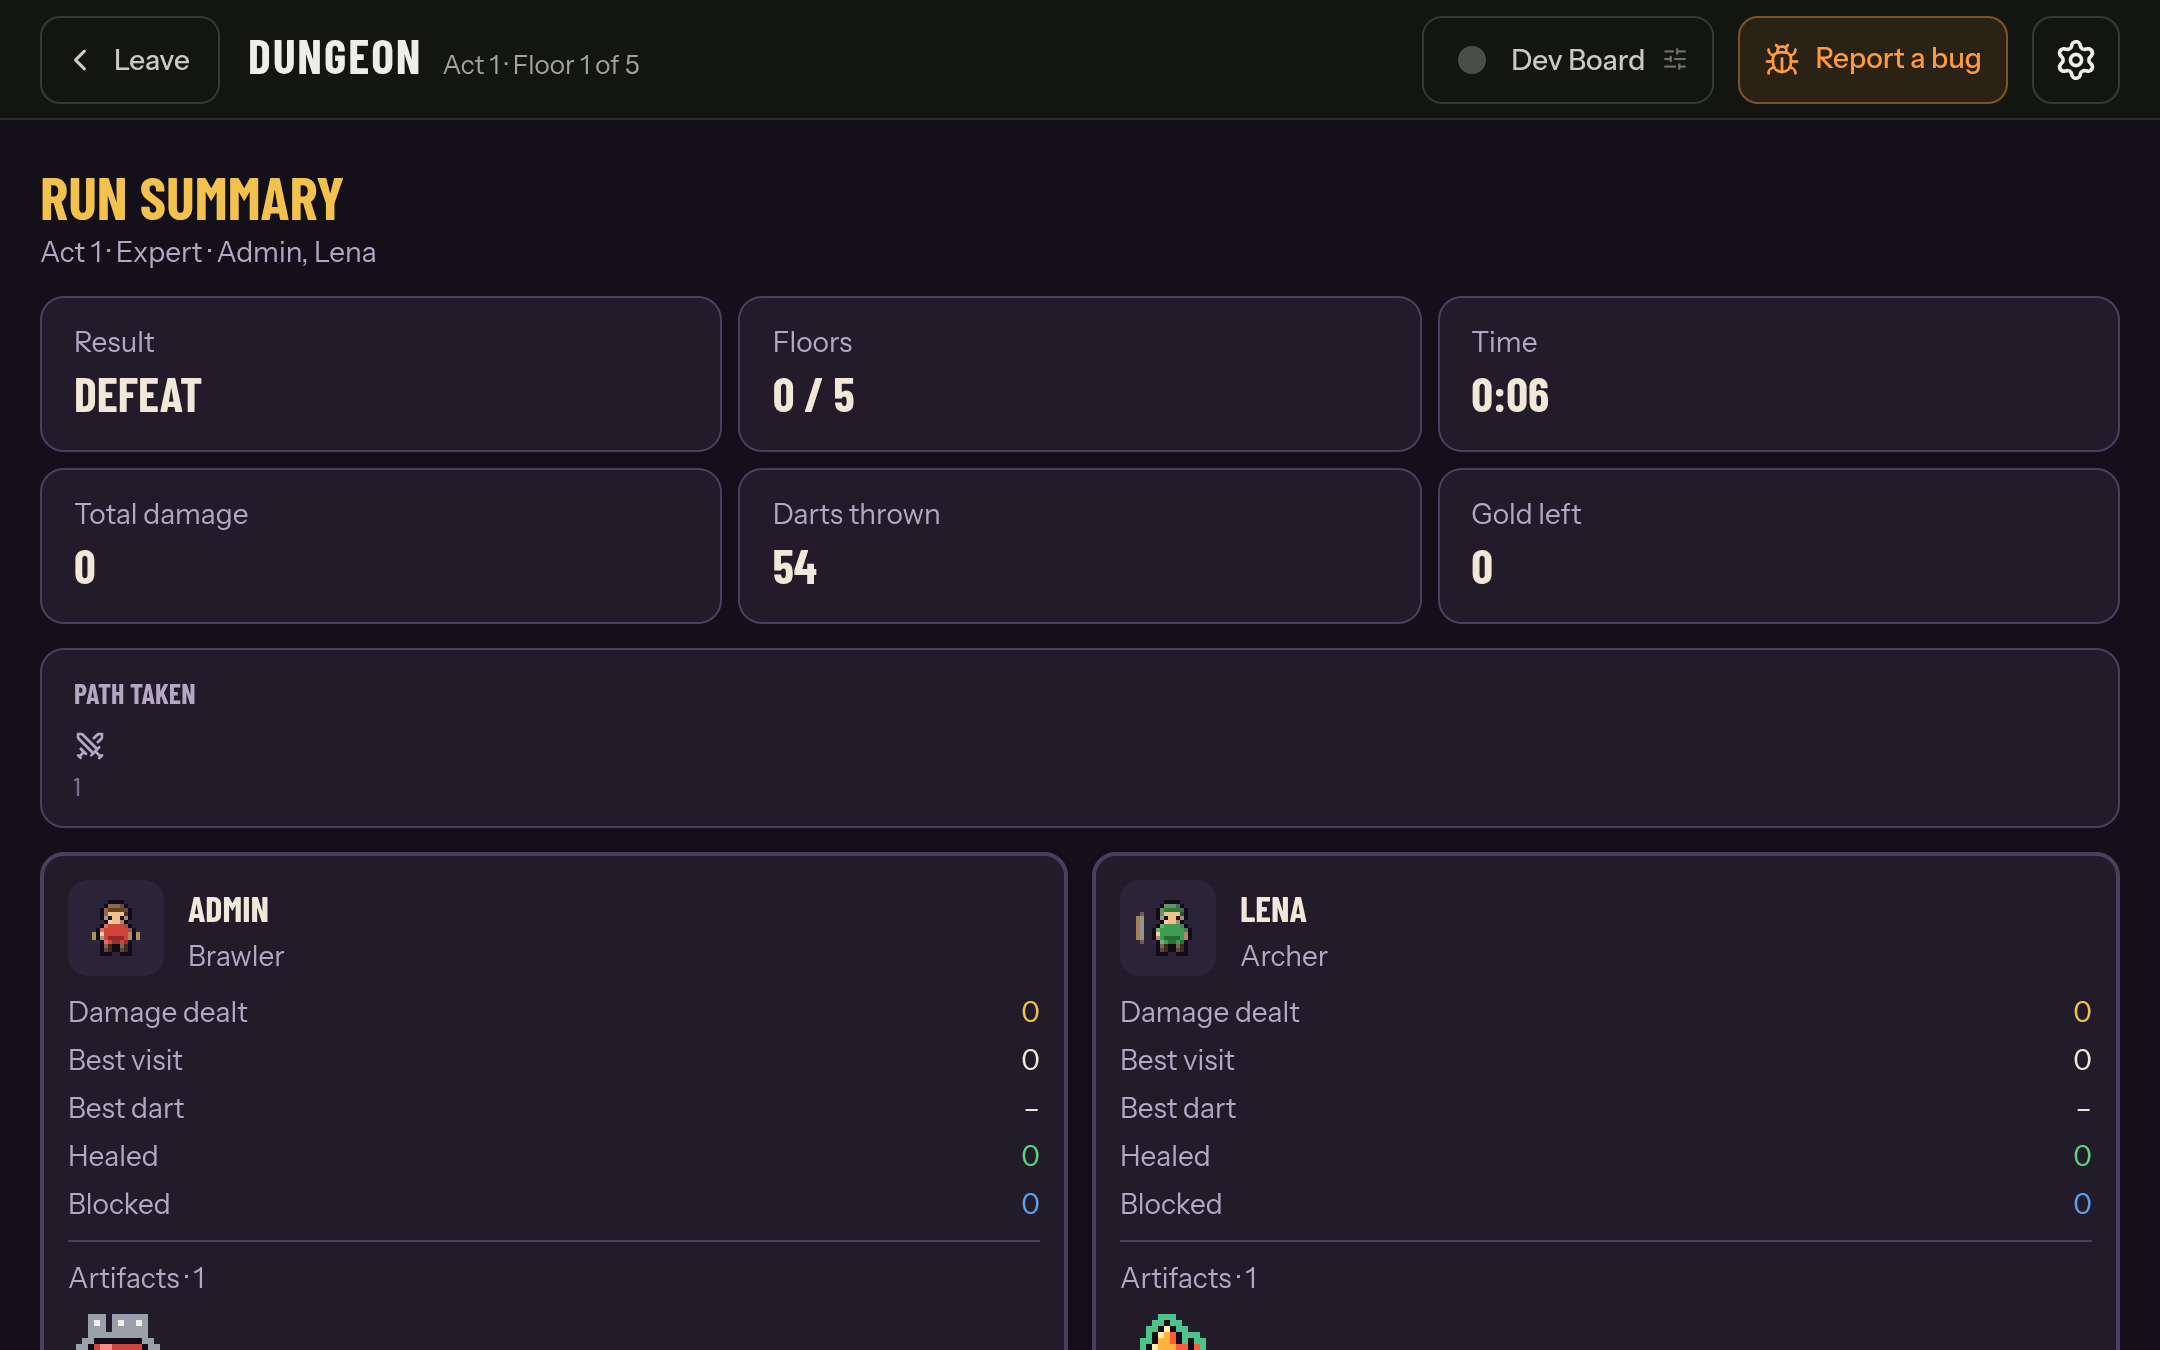 Leave
DUNGEON
Act 1 · Floor 1 of 5
Dev Board
Report a bug
RUN SUMMARY
Act 1 · Expert · Admin, Lena
Result
DEFEAT
Floors
0 / 5
Time
0:06
Total damage
0
Darts thrown
54
Gold left
0
PATH TAKEN
1
ADMIN
Brawler
Damage dealt 0
Best visit 0
Best dart –
Healed 0
Blocked 0
Artifacts · 1
LENA
Archer
Damage dealt 0
Best visit 0
Best dart –
Healed 0
Blocked 0
Artifacts · 1